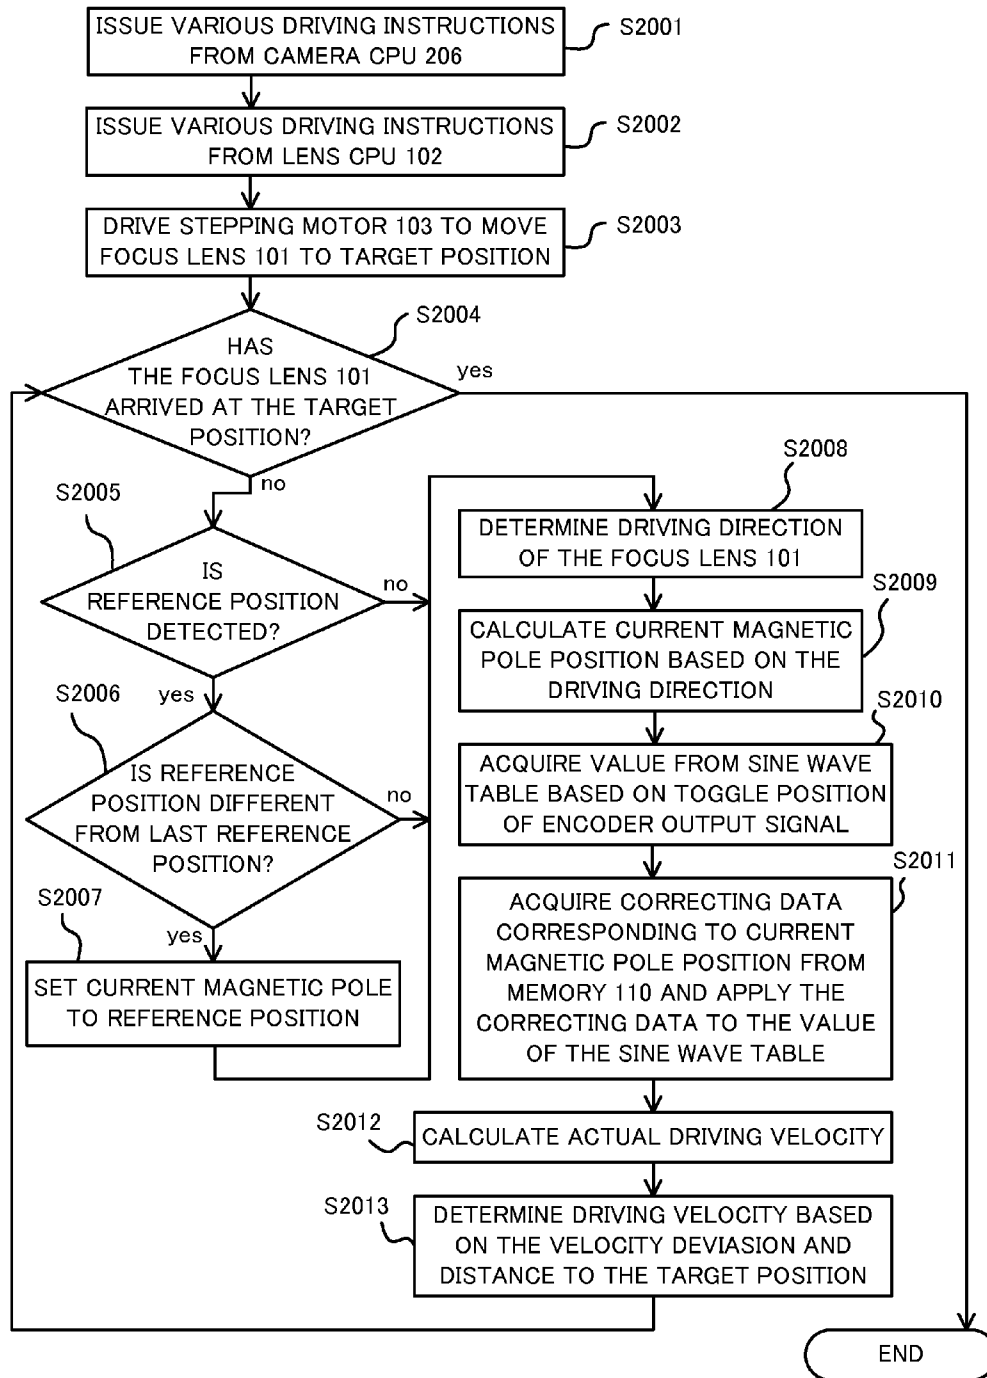 ISSUE VARIOUS DRIVING INSTRUCTIONS
FROM CAMERA CPU 206
S2001
ISSUE VARIOUS DRIVING INSTRUCTIONS
FROM LENS CPU 102
S2002
DRIVE STEPPING MOTOR 103 TO MOVE
FOCUS LENS 101 TO TARGET POSITION
S2003
S2004
HAS
THE FOCUS LENS 101
ARRIVED AT THE TARGET
POSITION?
yes
no
S2005
IS
REFERENCE POSITION
DETECTED?
no
yes
S2006
IS REFERENCE
POSITION DIFFERENT
FROM LAST REFERENCE
POSITION?
no
yes
S2007
SET CURRENT MAGNETIC POLE
TO REFERENCE POSITION
S2008
DETERMINE DRIVING DIRECTION
OF THE FOCUS LENS 101
S2009
CALCULATE CURRENT MAGNETIC
POLE POSITION BASED ON THE
DRIVING DIRECTION
S2010
ACQUIRE VALUE FROM SINE WAVE
TABLE BASED ON TOGGLE POSITION
OF ENCODER OUTPUT SIGNAL
S2011
ACQUIRE CORRECTING DATA
CORRESPONDING TO CURRENT
MAGNETIC POLE POSITION FROM
MEMORY 110 AND APPLY THE
CORRECTING DATA TO THE VALUE
OF THE SINE WAVE TABLE
S2012
CALCULATE ACTUAL DRIVING VELOCITY
S2013
DETERMINE DRIVING VELOCITY BASED
ON THE VELOCITY DEVIASION AND
DISTANCE TO THE TARGET POSITION
END